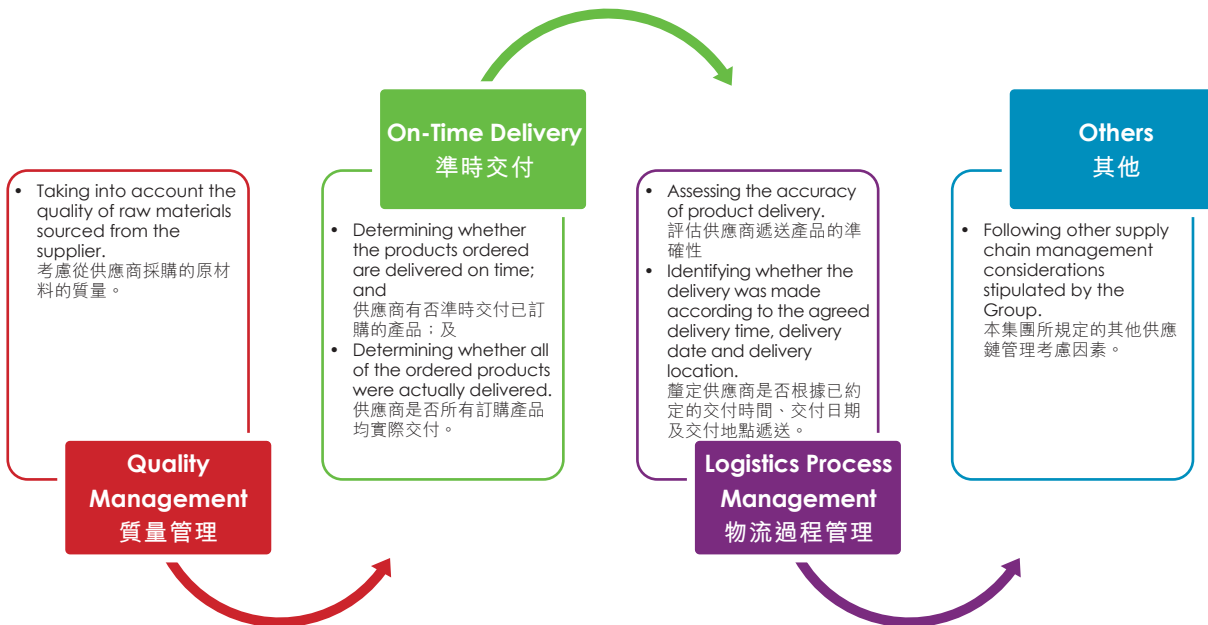 • Taking into account the
quality of raw materials
sourced from the
supplier.
考慮從供應商採購的原材
料的質量。
Quality
Management
質量管理
On-Time Delivery
準時交付
• Determining whether
the products ordered
are delivered on time;
and
供應商有否準時交付已訂
購的產品；及
• Determining whether all
of the ordered products
were actually delivered.
供應商是否所有訂購產品
均實際交付。
• Assessing the accuracy
of product delivery.
評估供應商遞送產品的準
確性
• Identifying whether the
delivery was made
according to the agreed
delivery time, delivery
date and delivery
location.
釐定供應商是否根據已約
定的交付時間、交付日期
及交付地點遞送。
Logistics Process
Management
物流過程管理
Others
其他
• Following other supply
chain management
considerations
stipulated by the
Group.
本集團所規定的其他供應
鏈管理考慮因素。